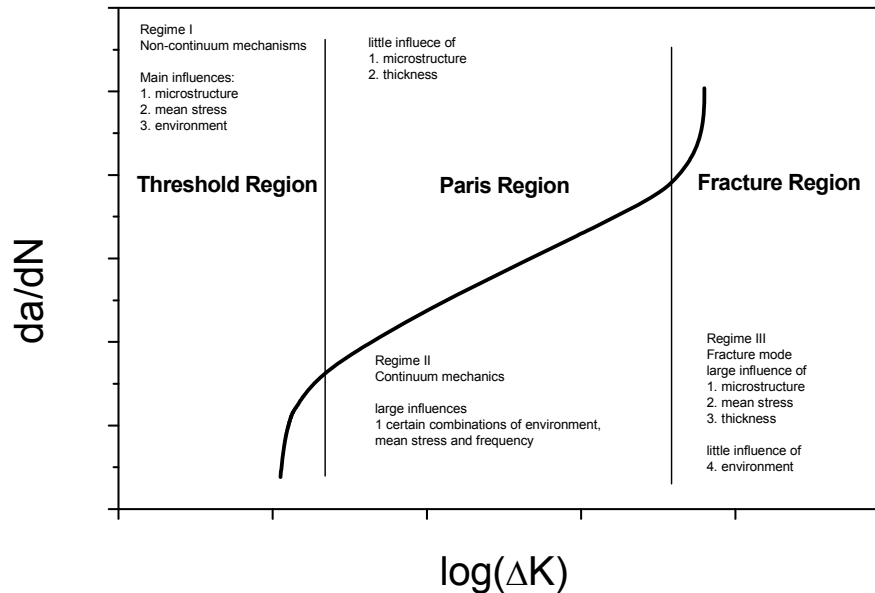 Regime I
Non-continuum mechanisms
Main influences:
1. microstructure
2. mean stress
3. environment
little influece of
1. microstructure
2. thickness
Threshold Region
Paris Region
Fracture Region
da/dN
Regime II
Continuum mechanics
large influences
1 certain combinations of environment,
mean stress and frequency
Regime III
Fracture mode
large influence of
1. microstructure
2. mean stress
3. thickness
little influence of
4. environment
log(ΔK)